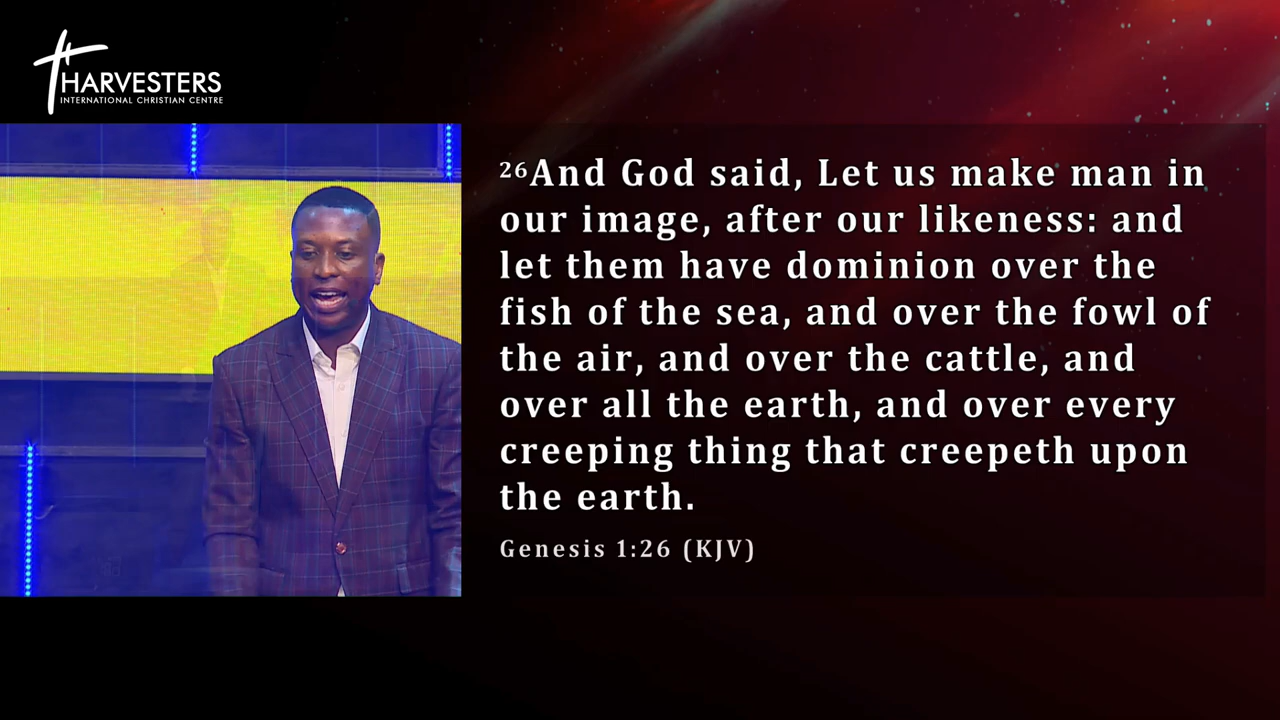 HARVESTERS
INTERNATIONAL CHRISTIAN CENTRE
26And God said, Let us make man in
our image, after our likeness: and
let them have dominion over the
fish of the sea, and over the fowl of
the air, and over the cattle, and
over all the earth, and over every
creeping thing that creepeth upon
the earth.
Genesis 1:26 (KJV)